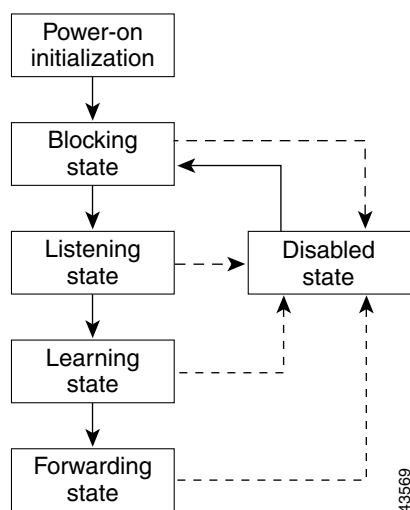 Power-on
initialization
Blocking
state
Listening
state
Disabled
state
Learning
state
Forwarding
state
43569